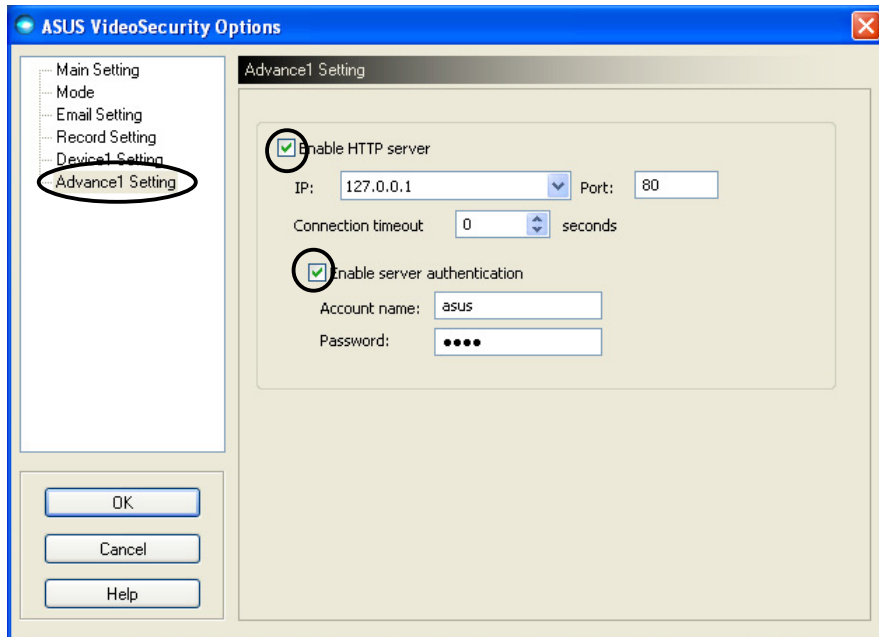 ASUS VideoSecurity Options
Main Setting
Mode
Email Setting
Record Setting
Device1 Setting
Advance1 Setting
OK
Cancel
Help
Advance1 Setting
Enable HTTP server
IP: 127.0.0.1 Port: 80
Connection timeout 0 seconds
Enable server authentication
Account name: asus
Password: ●●●●